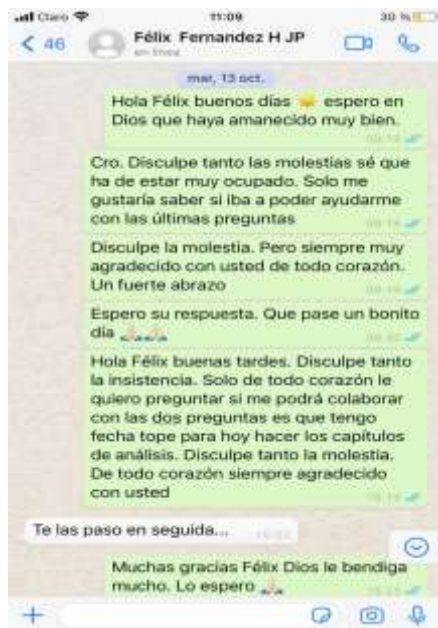 Claro 11:09 30 %
46 Félix Fernandez H JP
en línea
mar, 13 oct.
Hola Félix buenos días espero en
Dios que haya amanecido muy bien.
Cro. Disculpe tanto las molestias sé que
ha de estar muy ocupado. Solo me
gustaría saber si iba a poder ayudarme
con las últimas preguntas
Disculpe la molestia. Pero siempre muy
agradecido con usted de todo corazón.
Un fuerte abrazo
Espero su respuesta. Que pase un bonito
día 🙏🏻🙏🏻
Hola Félix buenas tardes. Disculpe tanto
la insistencia. Solo de todo corazón le
quiero preguntar si me podrá colaborar
con las dos preguntas es que tengo
fecha tope para hoy hacer los capítulos
de análisis. Disculpe tanto la molestia.
De todo corazón siempre agradecido
con usted
Te las paso en seguida...
Muchas gracias Félix Dios le bendiga
mucho. Lo espero 🙏🏻